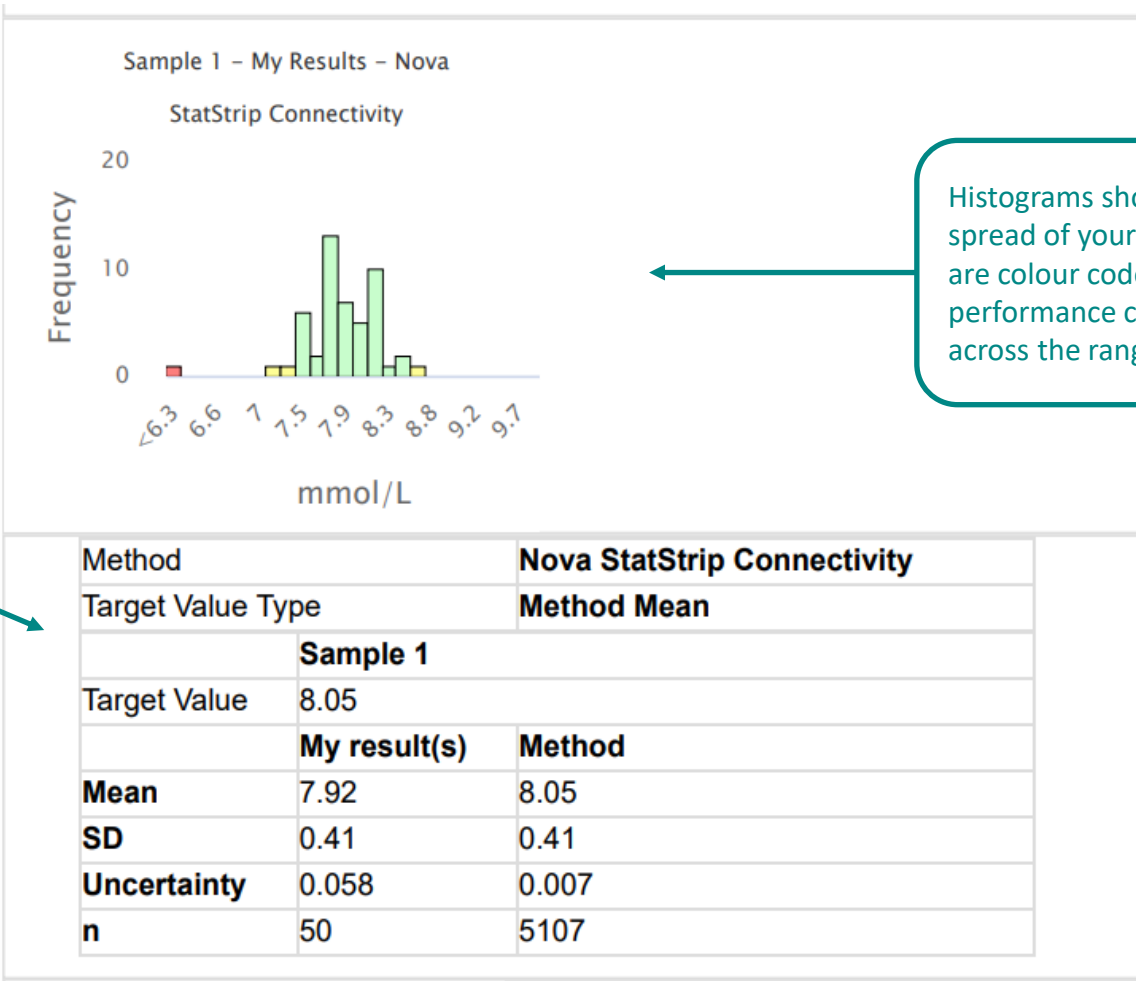 Sample 1 – My Results – Nova
StatStrip Connectivity
20
10
0
Frequency
<6.3 6.6 7 7.5 7.9 8.3 8.8 9.2 9.7
mmol/L
Histograms sho
spread of your
are colour cod
performance c
across the rang
Method Nova StatStrip Connectivity
Target Value Type Method Mean
Sample 1
Target Value 8.05
My result(s) Method
Mean 7.92 8.05
SD 0.41 0.41
Uncertainty 0.058 0.007
n 50 5107